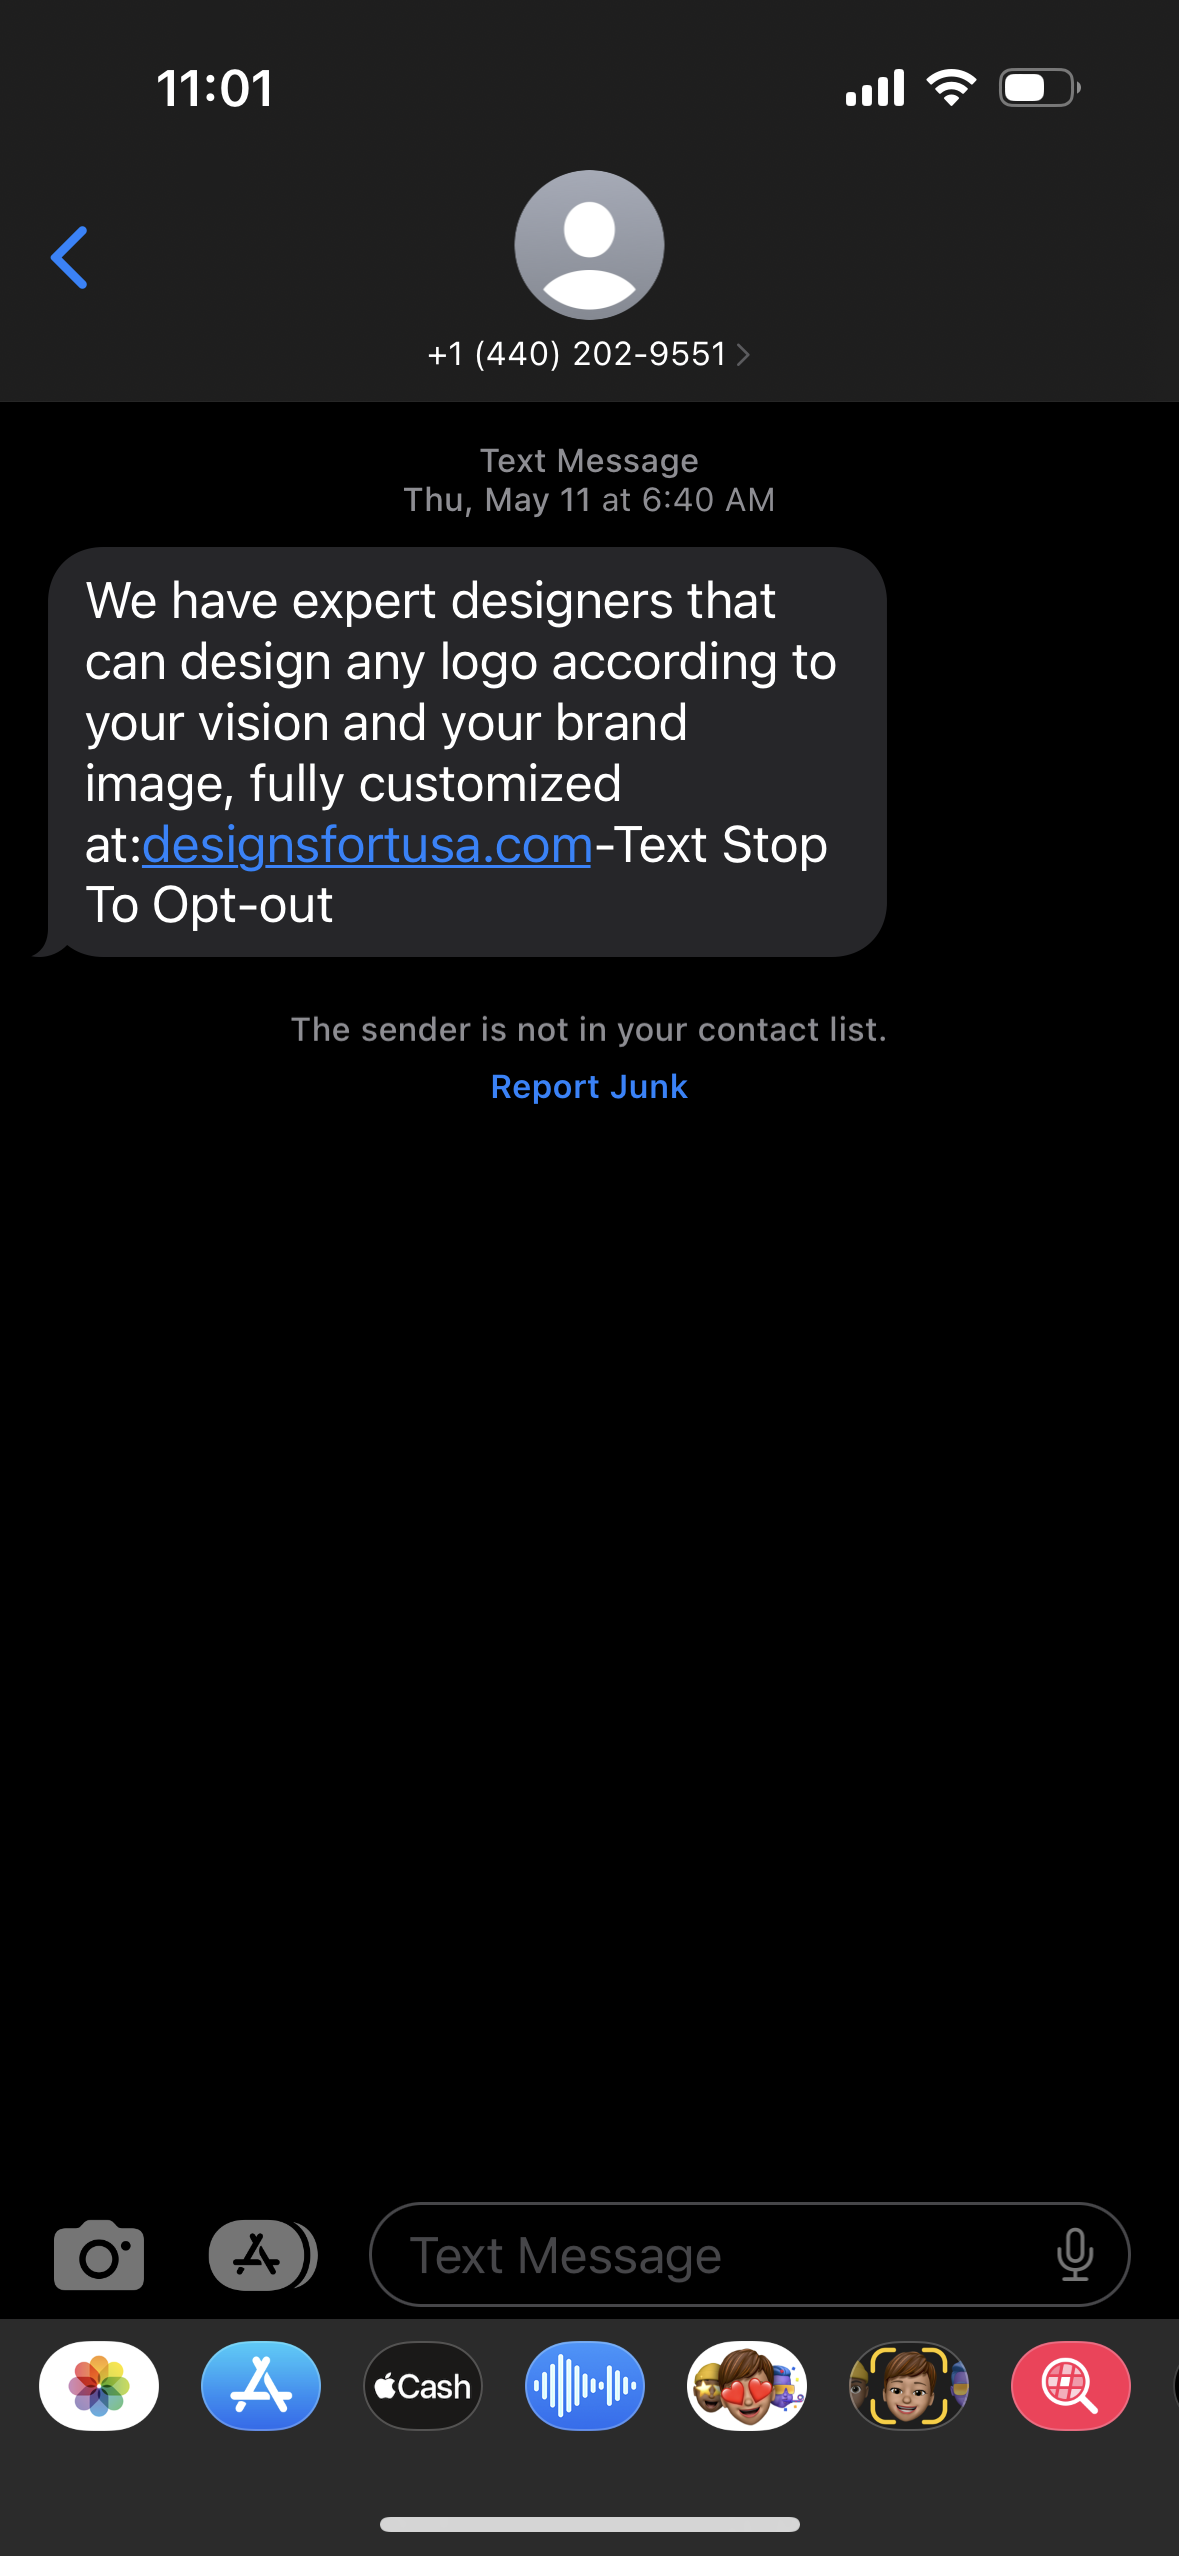 11:01
+1 (440) 202-9551
Text Message
Thu, May 11 at 6:40 AM
We have expert designers that
can design any logo according to
your vision and your brand
image, fully customized
at:designsfortusa.com-Text Stop
To Opt-out
The sender is not in your contact list.
Report Junk
Text Message
Cash